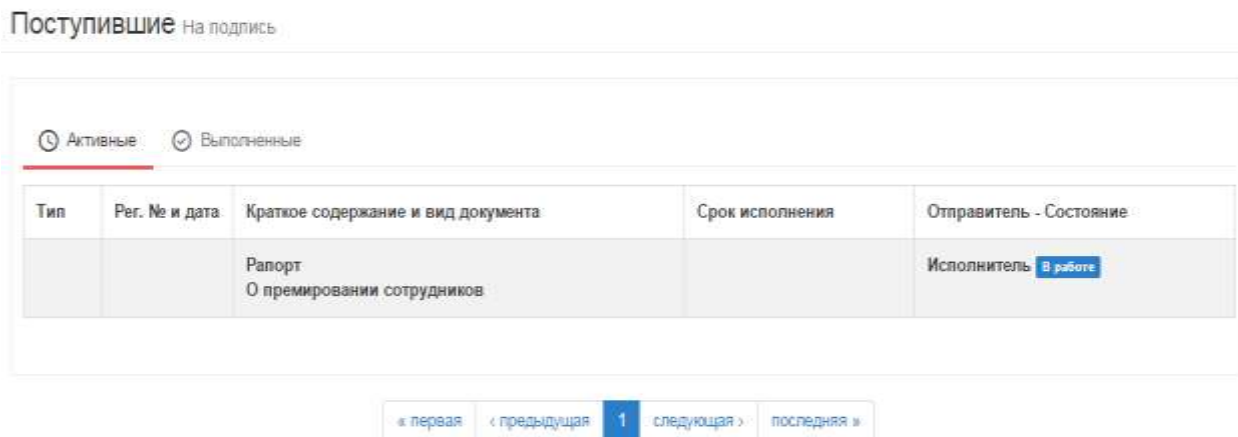 Поступившие На подпись
Активные Выполненные
Тип Рег. № и дата Краткое содержание и вид документа Срок исполнения Отправитель - Состояние
Рапорт Исполнитель В работе
О премировании сотрудников
« первая ‹ предыдущая 1 следующая › последняя »